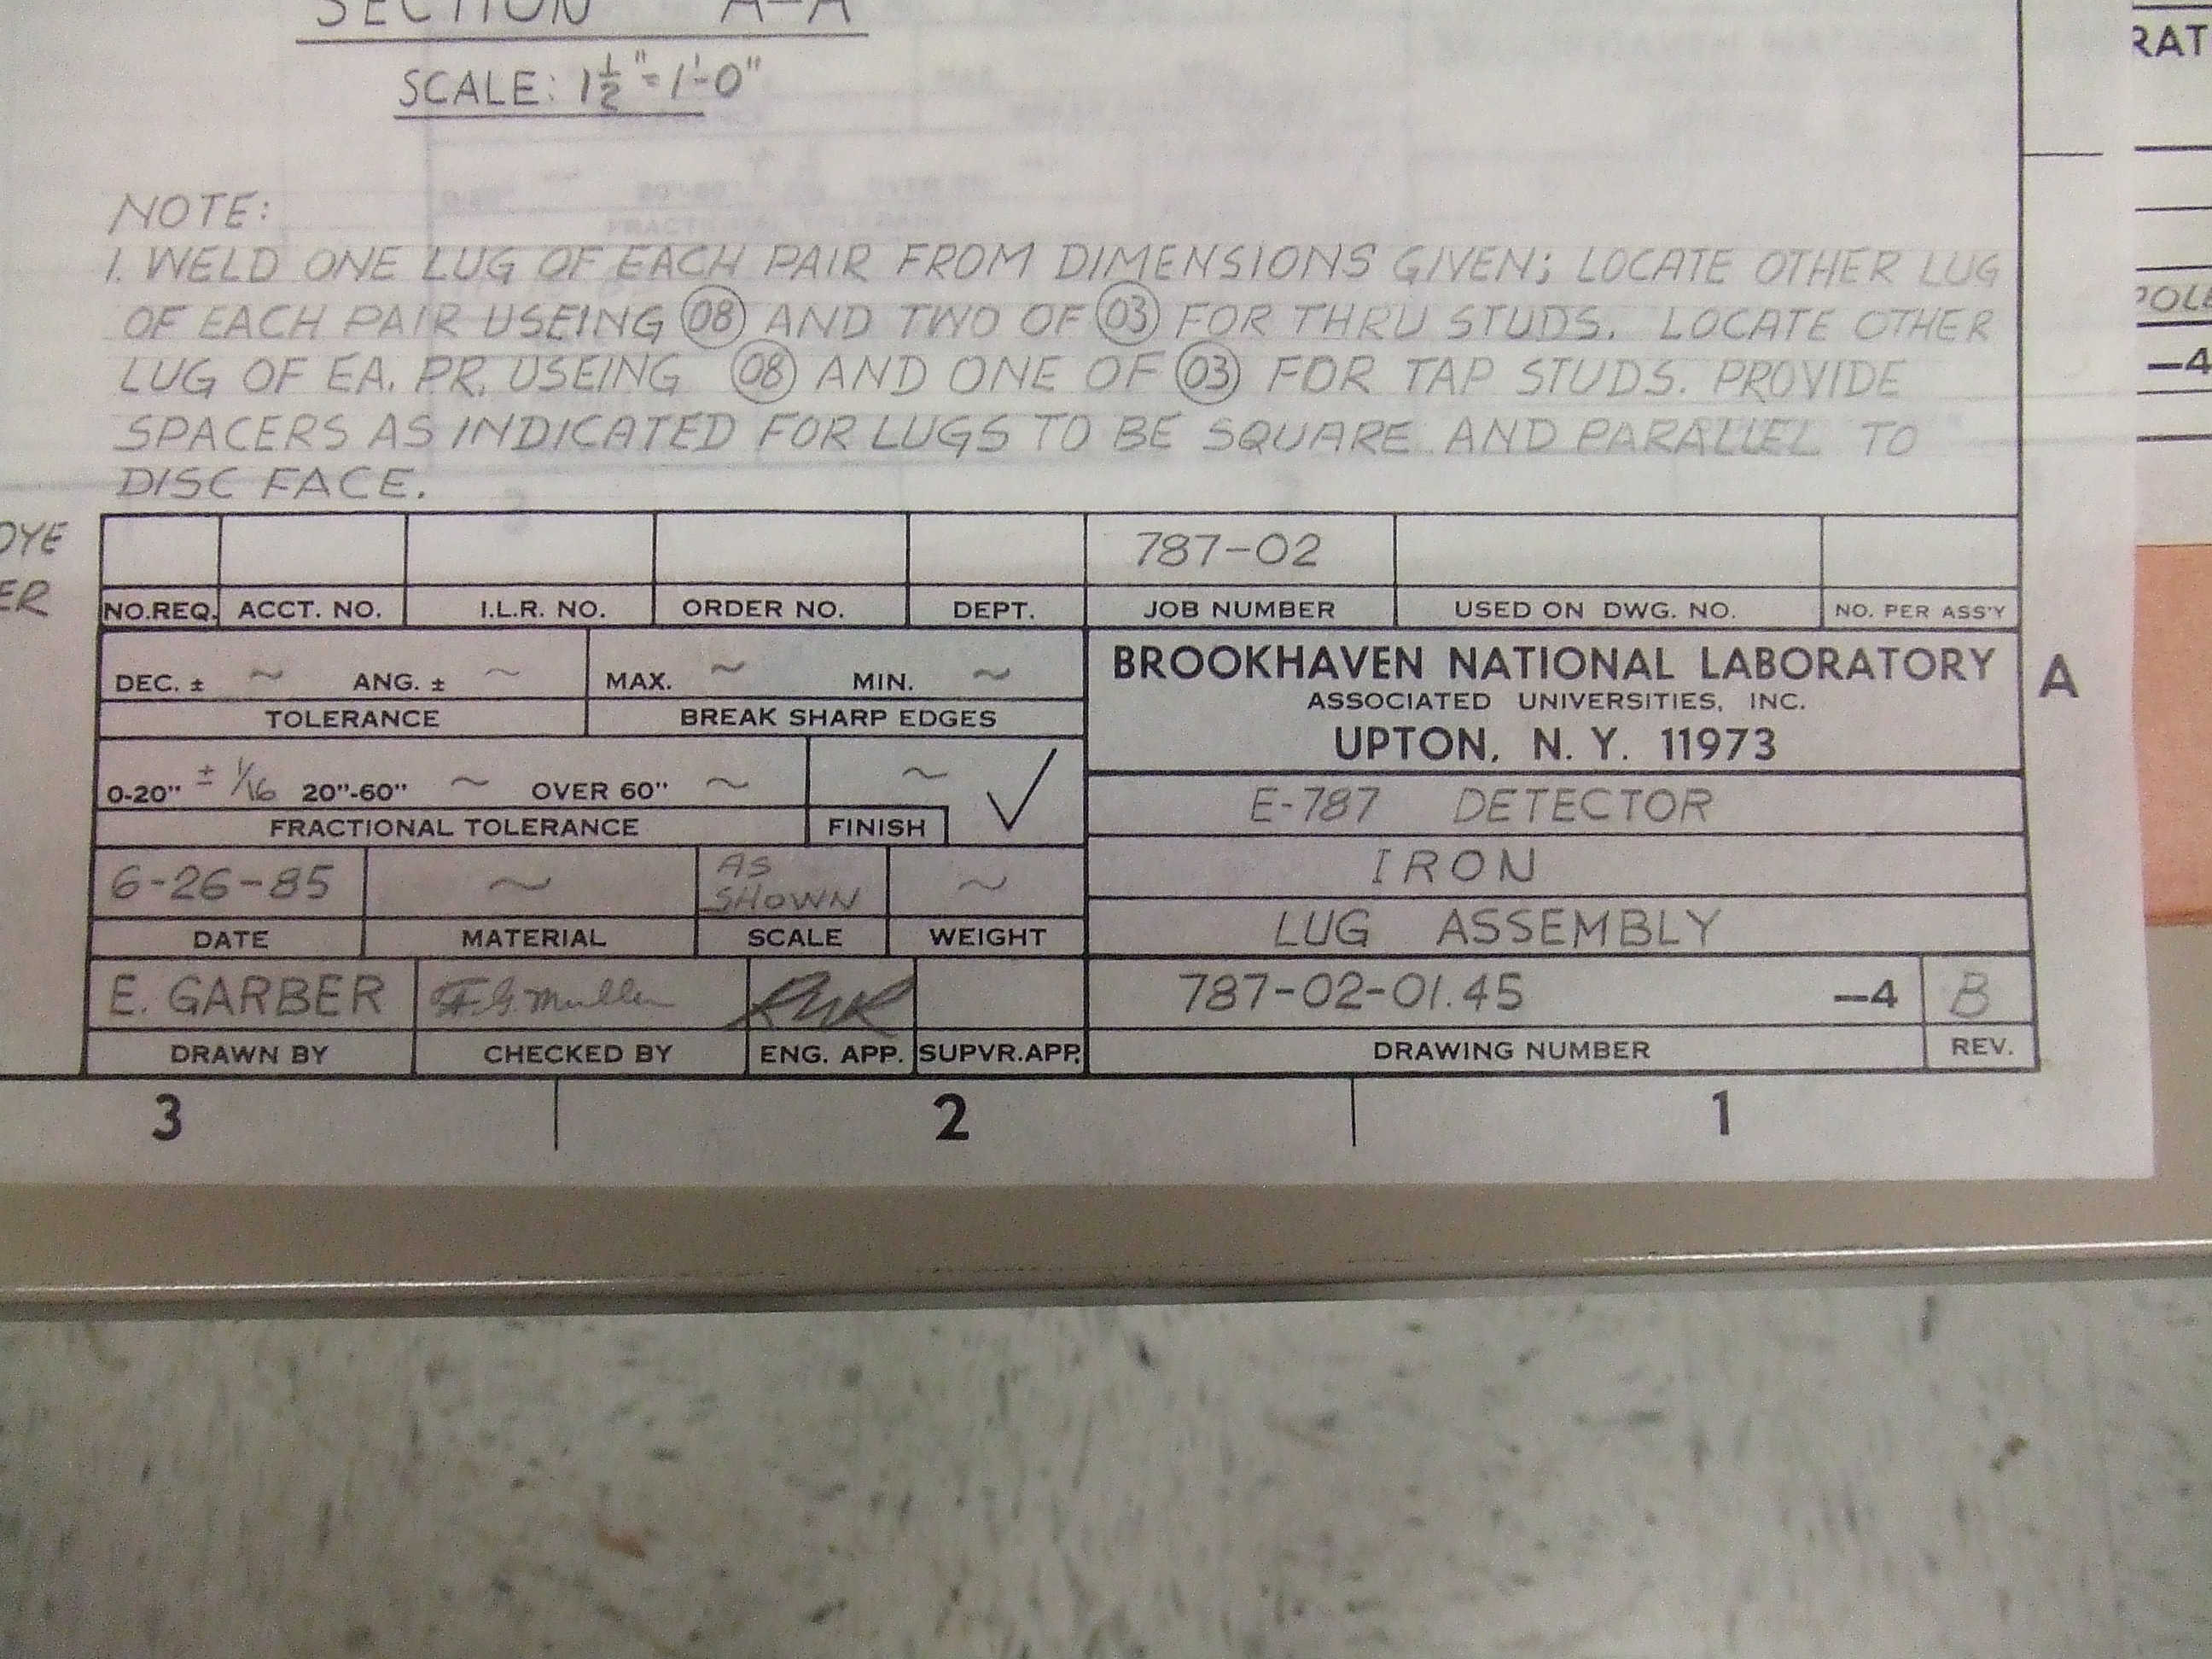 SECTION A-A
SCALE: 1 1/2" = 1'-0"
NOTE:
1. WELD ONE LUG OF EACH PAIR FROM DIMENSIONS GIVEN; LOCATE OTHER LUG
OF EACH PAIR USEING 08 AND TWO OF 03 FOR THRU STUDS. LOCATE OTHER
LUG OF EA. PR. USEING 08 AND ONE OF 03 FOR TAP STUDS. PROVIDE
SPACERS AS INDICATED FOR LUGS TO BE SQUARE AND PARALLEL TO
DISC FACE.
787-02
NO.REQ. ACCT. NO. I.L.R. NO. ORDER NO. DEPT. JOB NUMBER USED ON DWG. NO. NO. PER ASS'Y
DEC. ± ~ ANG. ± ~ MAX. ~ MIN. ~
TOLERANCE BREAK SHARP EDGES
BROOKHAVEN NATIONAL LABORATORY
ASSOCIATED UNIVERSITIES, INC.
UPTON, N. Y. 11973
A
0-20" ± 1/16 20"-60" ~ OVER 60" ~ ~ √
FRACTIONAL TOLERANCE FINISH
E-787 DETECTOR
IRON
LUG ASSEMBLY
6-26-85 ~ AS SHOWN ~
DATE MATERIAL SCALE WEIGHT
E. GARBER 787-02-01.45 —4 B
DRAWN BY CHECKED BY ENG. APP. SUPVR.APP. DRAWING NUMBER REV.
3 2 1
OYE
ER
RAT
POLE
—4